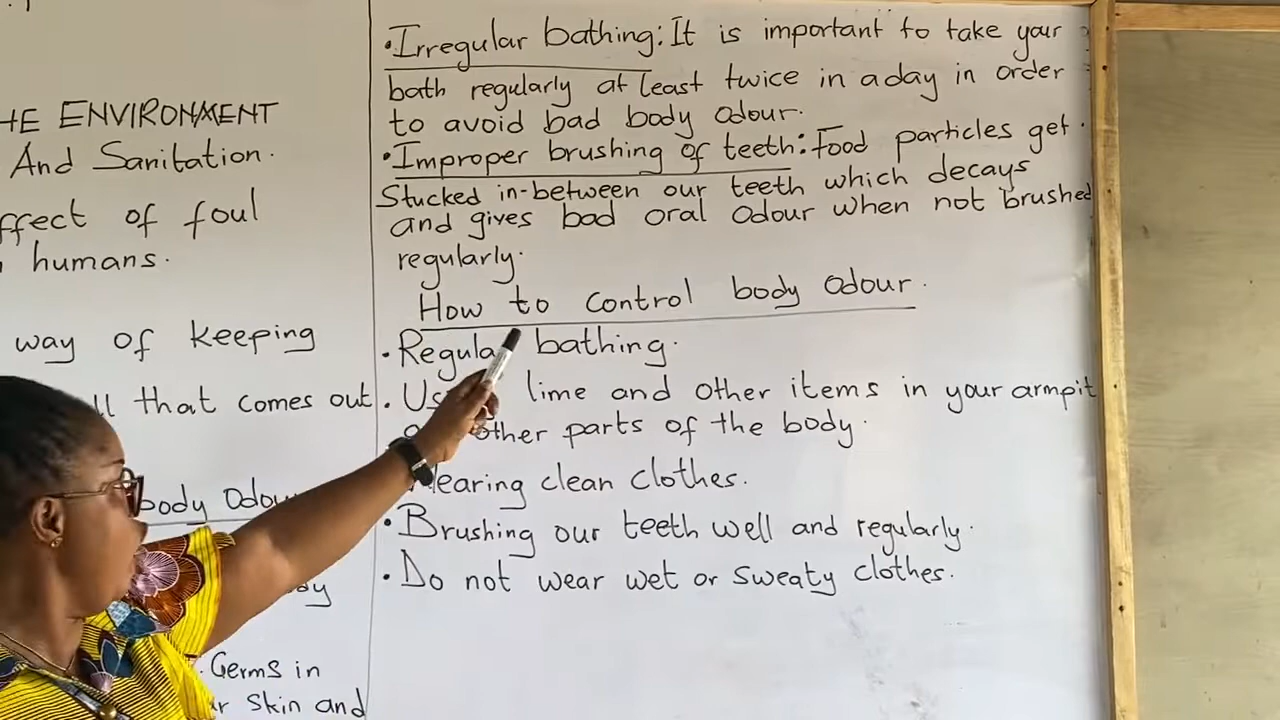 THE ENVIRONMENT
And Sanitation.
effect of foul
humans.
way of keeping
all that comes out
body Odour
Germs in
skin and
• Irregular bathing: It is important to take your
bath regularly at least twice in a day in order
to avoid bad body Odour.
• Improper brushing of teeth: Food particles get
Stucked in-between our teeth which decays
and gives bad oral Odour when not brushed
regularly.
How to control body Odour.
• Regular bathing.
• lime and other items in your armpit
other parts of the body.
Wearing clean clothes.
• Brushing our teeth well and regularly.
• Do not wear wet or sweaty clothes.